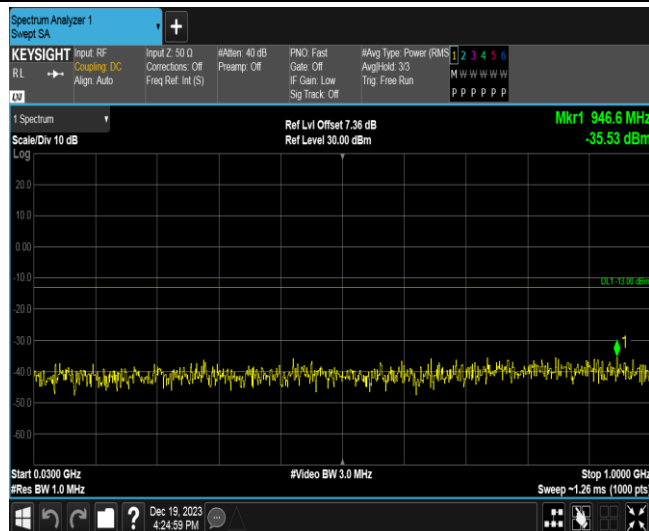 Spectrum Analyzer 1
Swept SA
+
KEYSIGHT
RL
Input: RF
Coupling: DC
Align: Auto
Input Z: 50 Ω
Corrections: Off
Freq Ref: Int (S)
#Atten: 40 dB
Preamp: Off
PNO: Fast
Gate: Off
IF Gain: Low
Sig Track: Off
#Avg Type: Power (RMS
Avg|Hold: 3/3
Trig: Free Run
1 2 3 4 5 6
M W W W W W
P P P P P P
1 Spectrum
Scale/Div 10 dB
Log
Ref Lvl Offset 7.36 dB
Ref Level 30.00 dBm
Mkr1 946.6 MHz
-35.53 dBm
20.0
10.0
0.00
-10.0
DL1 -13.00 dBm
-20.0
-30.0
1
-40.0
-50.0
-60.0
Start 0.0300 GHz
#Res BW 1.0 MHz
#Video BW 3.0 MHz
Stop 1.0000 GHz
Sweep ~1.26 ms (1000 pts)
?
Dec 19, 2023
4:24:59 PM